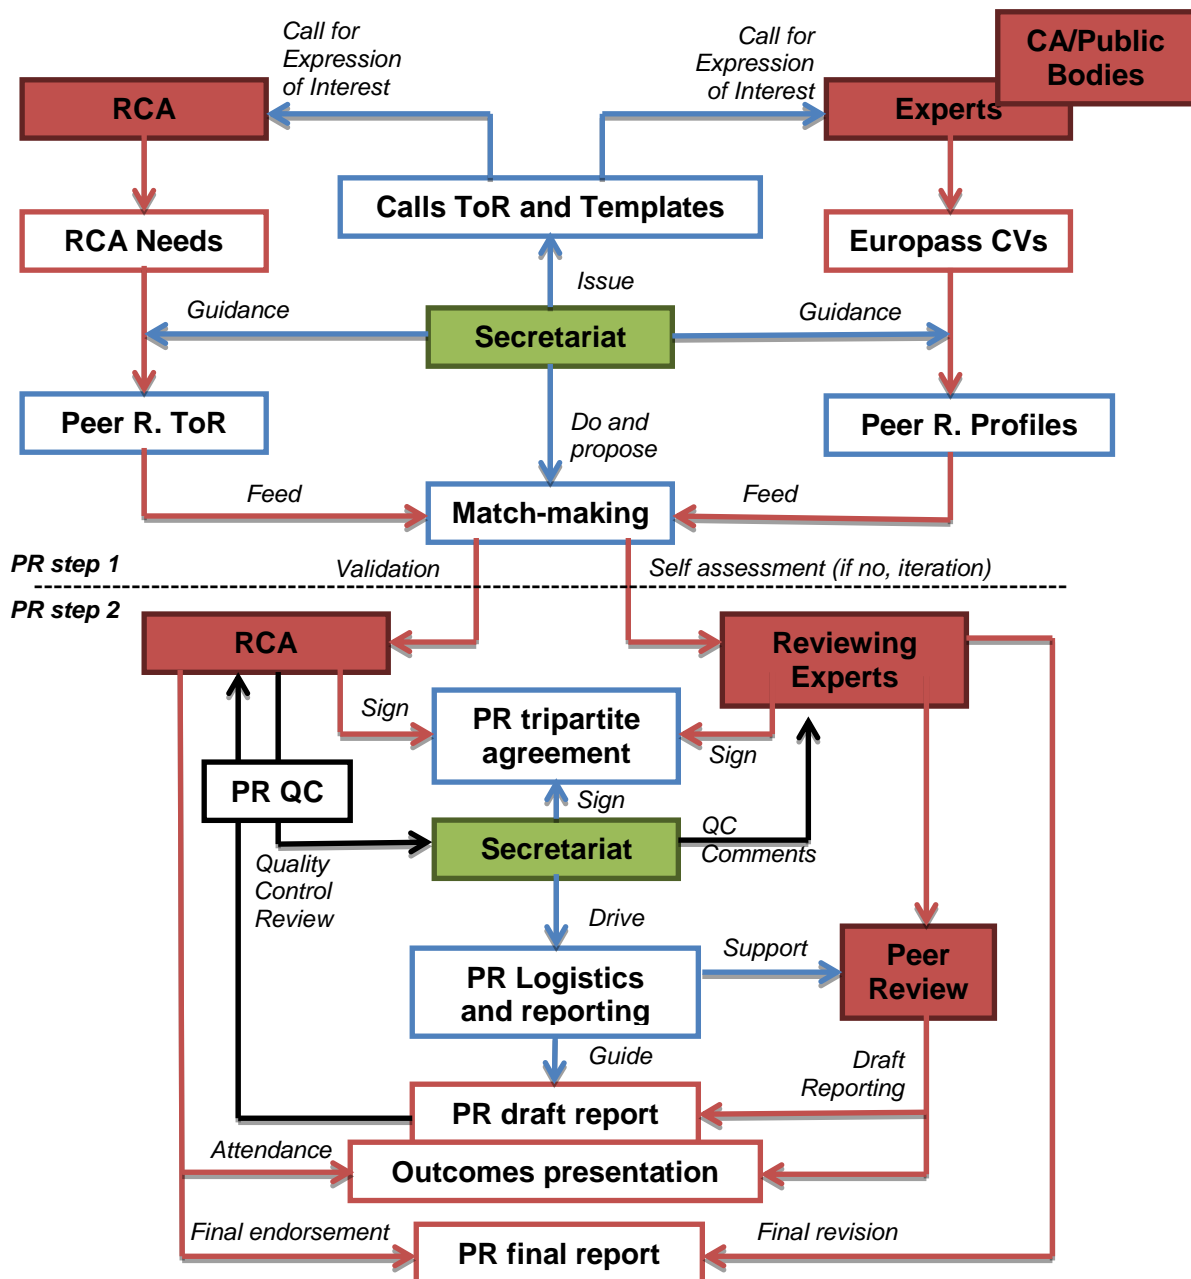 Call for
Expression
of Interest
Call for
Expression
of Interest
CA/Public
Bodies
RCA
Experts
Calls ToR and Templates
RCA Needs
Europass CVs
Issue
Guidance
Secretariat
Guidance
Peer R. ToR
Do and
propose
Peer R. Profiles
Feed
Match-making
Feed
PR step 1
Validation
Self assessment (if no, iteration)
PR step 2
RCA
Reviewing
Experts
Sign
PR tripartite
agreement
Sign
PR QC
Sign
Secretariat
QC
Comments
Quality
Control
Review
Drive
PR Logistics
and reporting
Support
Peer
Review
Guide
Draft
Reporting
PR draft report
Attendance
Outcomes presentation
Final endorsement
PR final report
Final revision